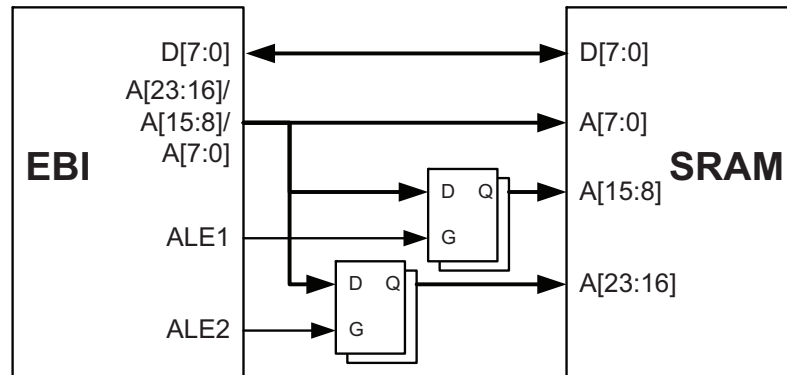 D[7:0]
A[23:16]/
A[15:8]/
A[7:0]
EBI
ALE1
ALE2
D Q
G
D Q
G
D[7:0]
A[7:0]
SRAM
A[15:8]
A[23:16]